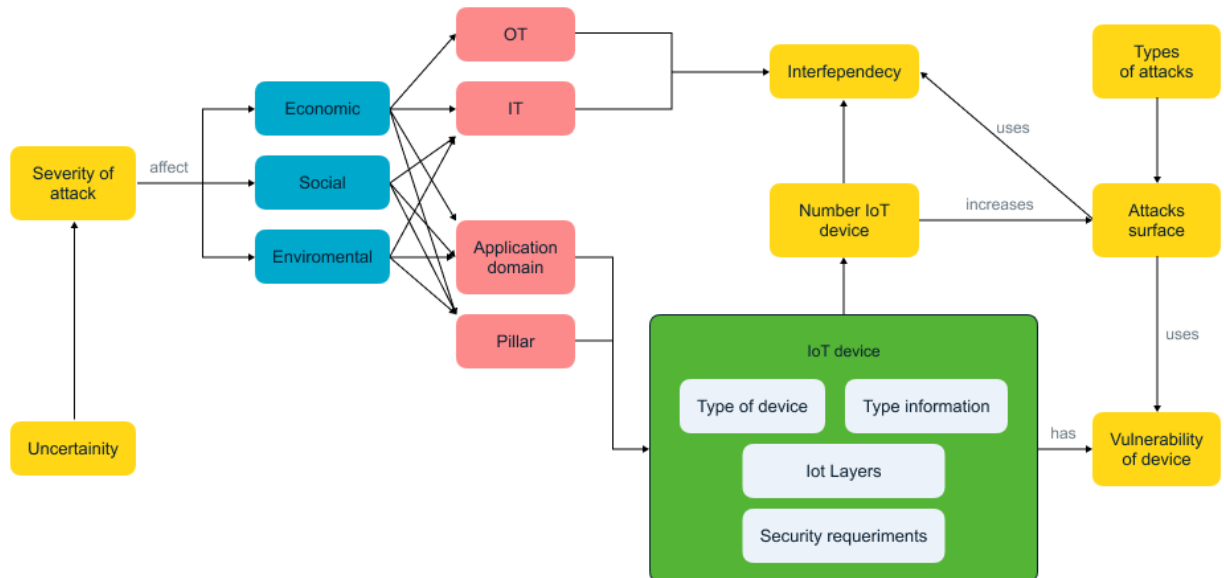 OT
Interfependecy
Types
of attacks
Economic
IT
uses
Severity of
attack
affect
Social
Number IoT
device
increases
Attacks
surface
Enviromental
Application
domain
Pillar
IoT device
uses
Type of device
Type information
Uncertainity
has
Vulnerability
of device
Iot Layers
Security requeriments